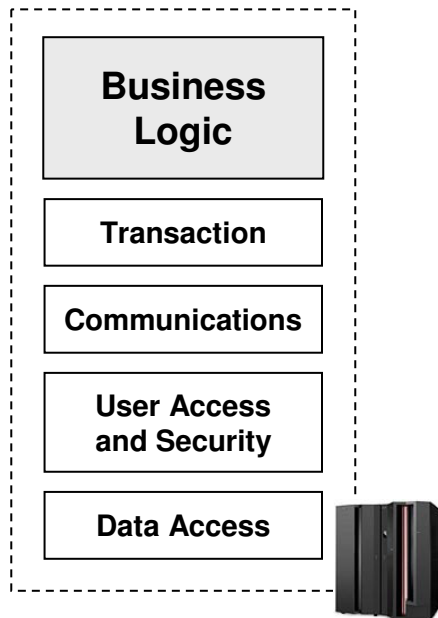 Business
Logic
Transaction
Communications
User Access
and Security
Data Access